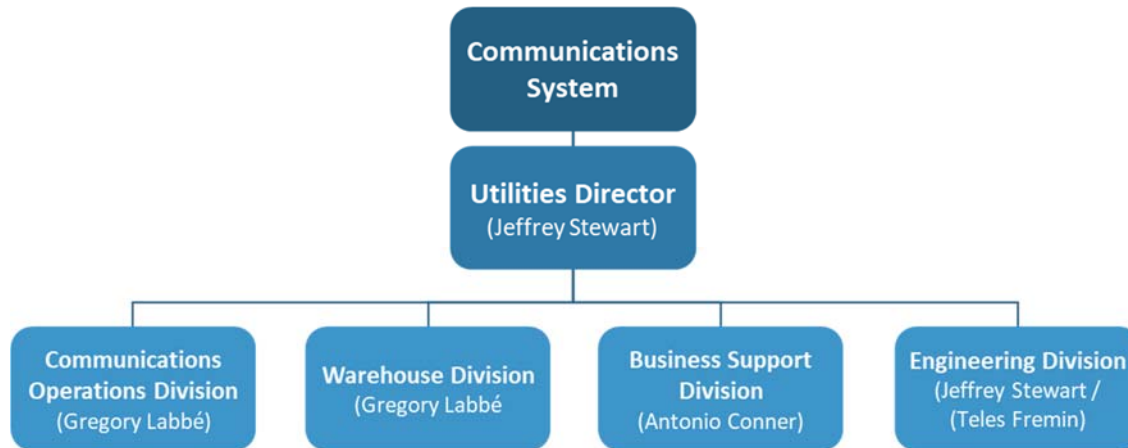 Communications
System
Utilities Director
(Jeffrey Stewart)
Communications
Operations Division
(Gregory Labbé)
Warehouse Division
(Gregory Labbé
Business Support
Division
(Antonio Conner)
Engineering Division
(Jeffrey Stewart /
(Teles Fremin)